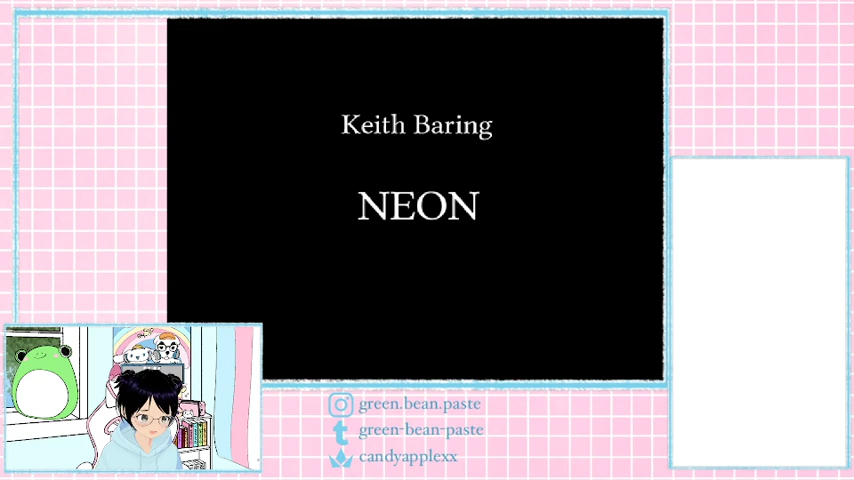 Keith Baring
NEON
green.bean.paste
green-bean-paste
candyapplexx